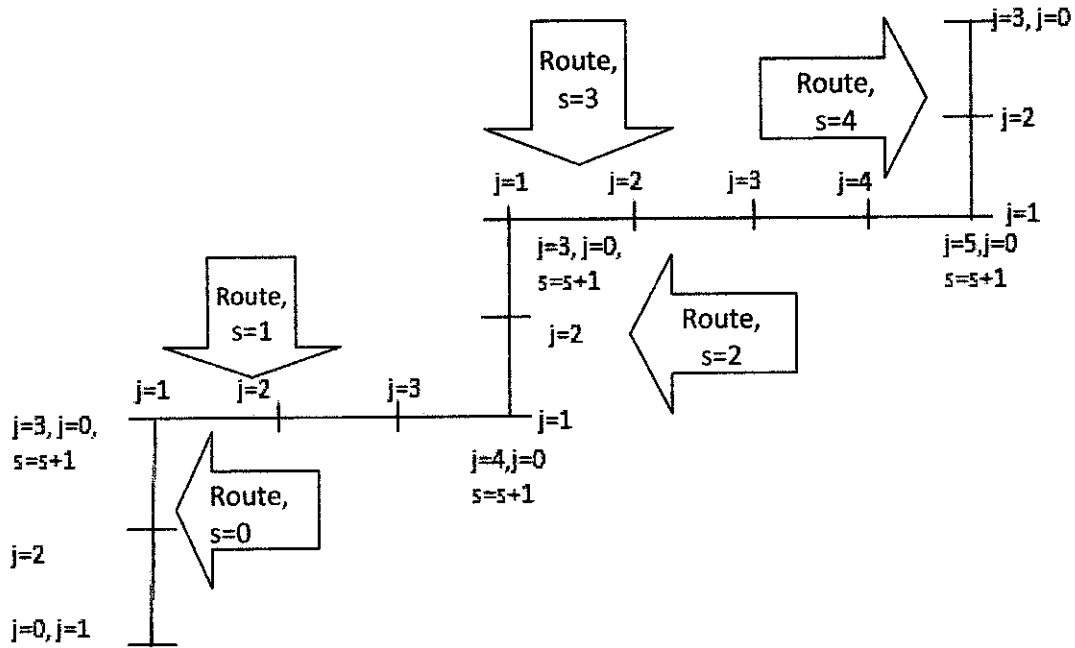 j=3, j=0
Route,
s=3
Route,
s=4
j=2
j=1
j=2
j=3
j=4
j=1
j=3, j=0,
s=s+1
j=5,j=0
s=s+1
Route,
s=1
j=2
Route,
s=2
j=1
j=2
j=3
j=3, j=0,
s=s+1
j=1
j=4,j=0
s=s+1
Route,
s=0
j=2
j=0, j=1